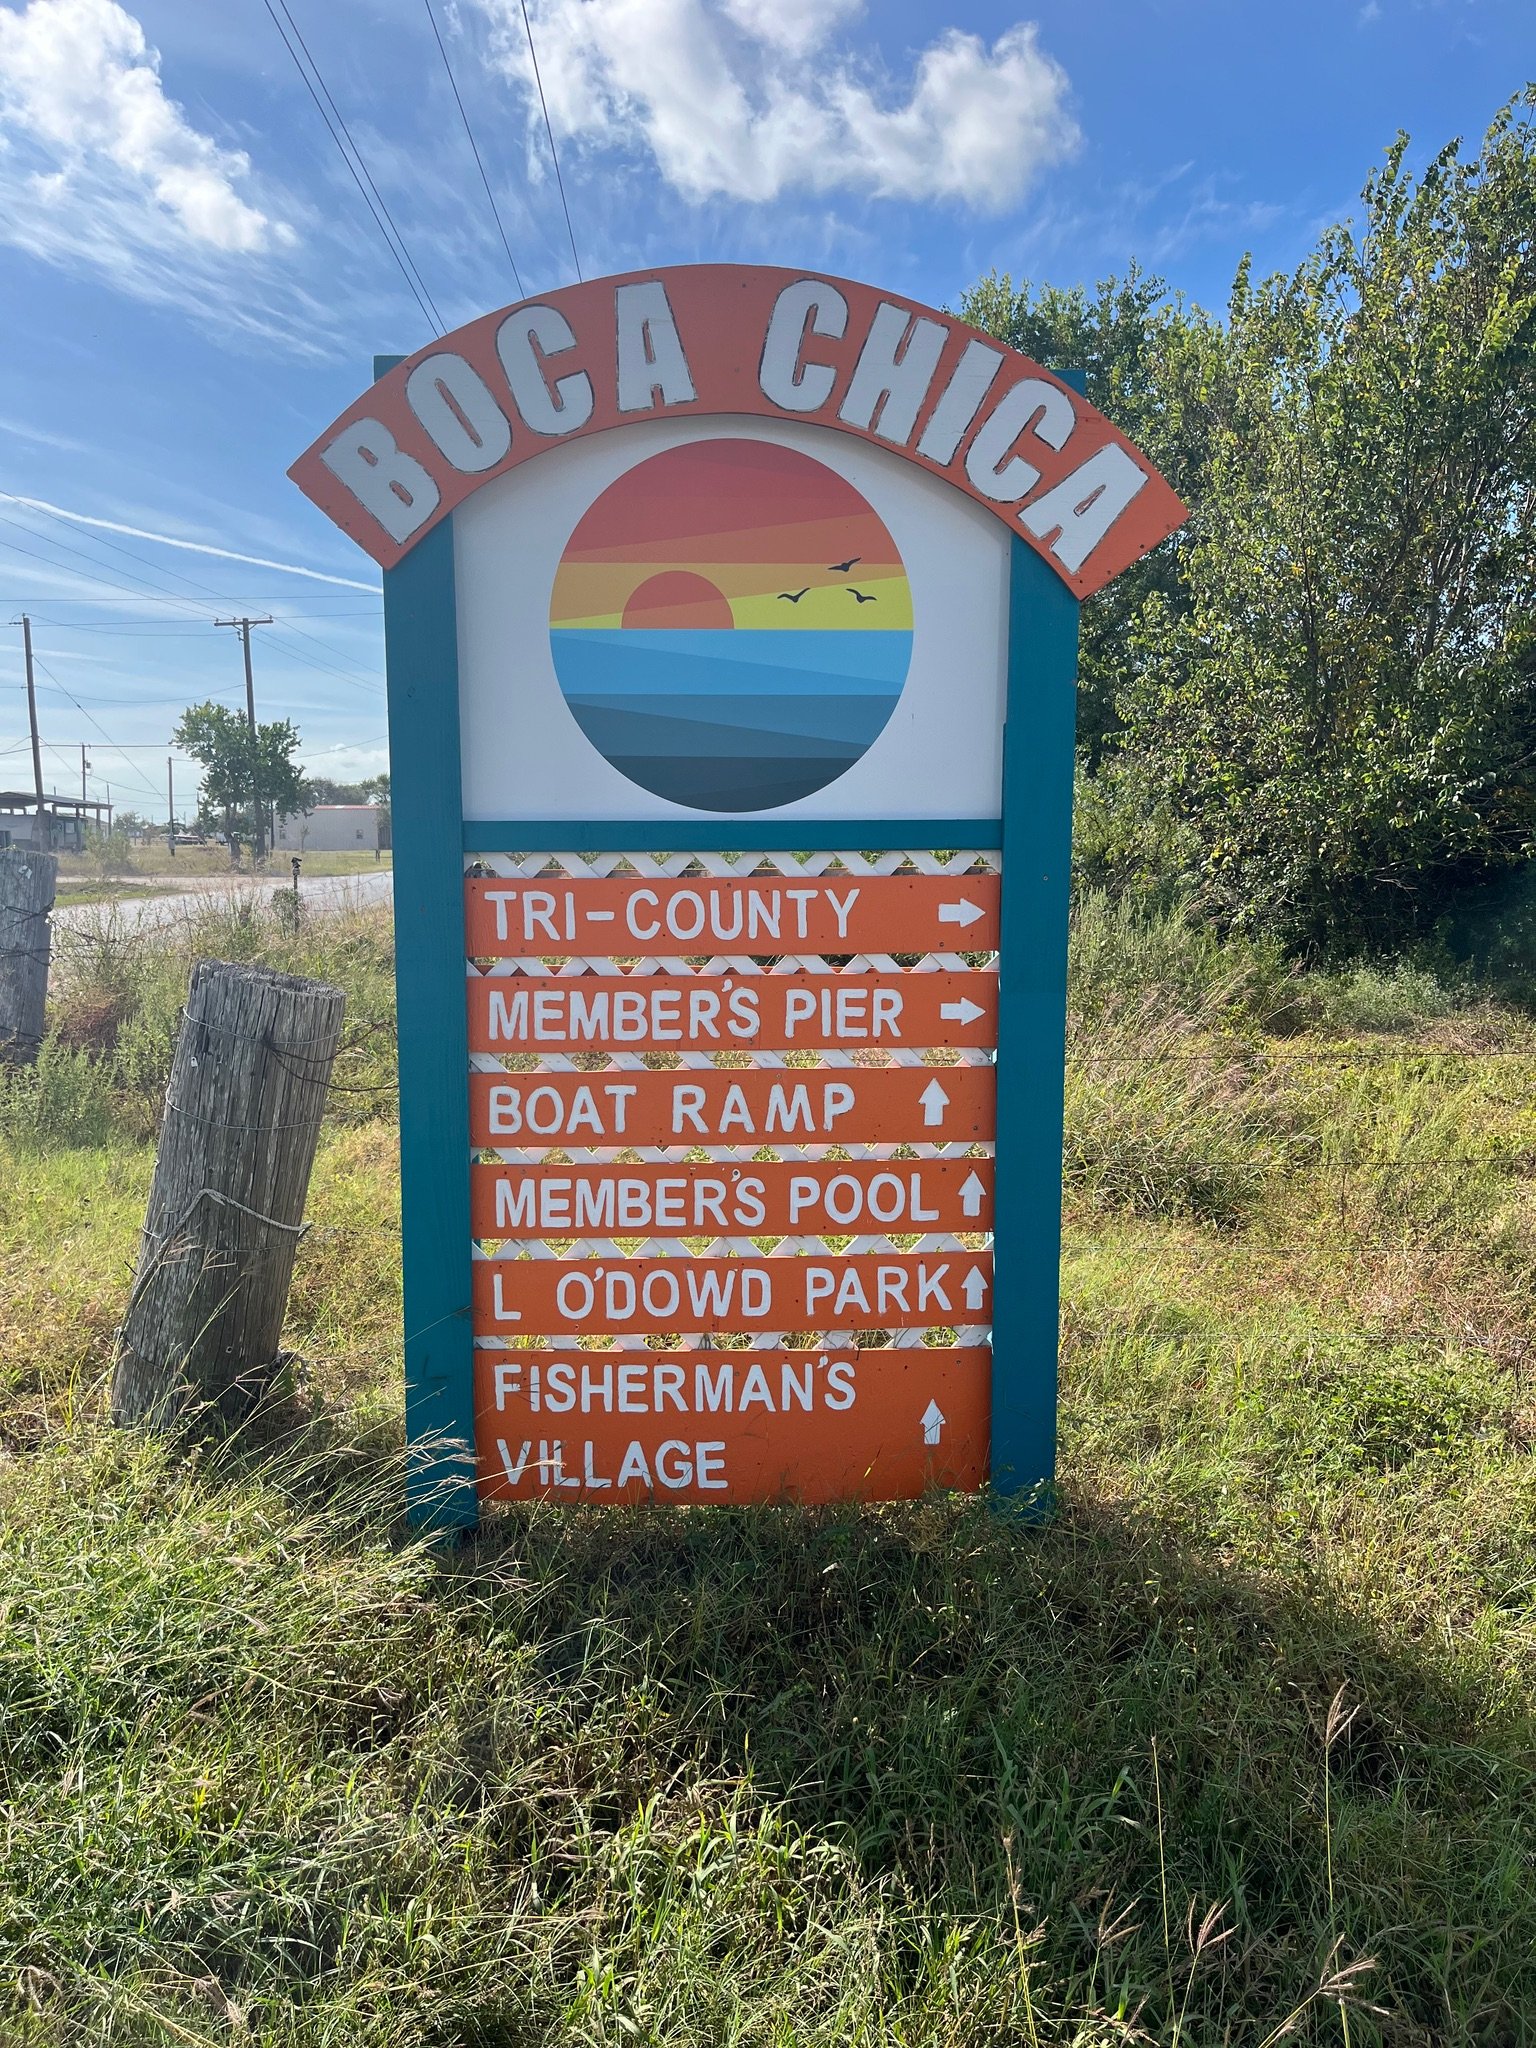 BOCA CHICA
TRI-COUNTY
MEMBER'S PIER
BOAT RAMP
MEMBER'S POOL
L O'DOWD PARK
FISHERMAN'S
VILLAGE